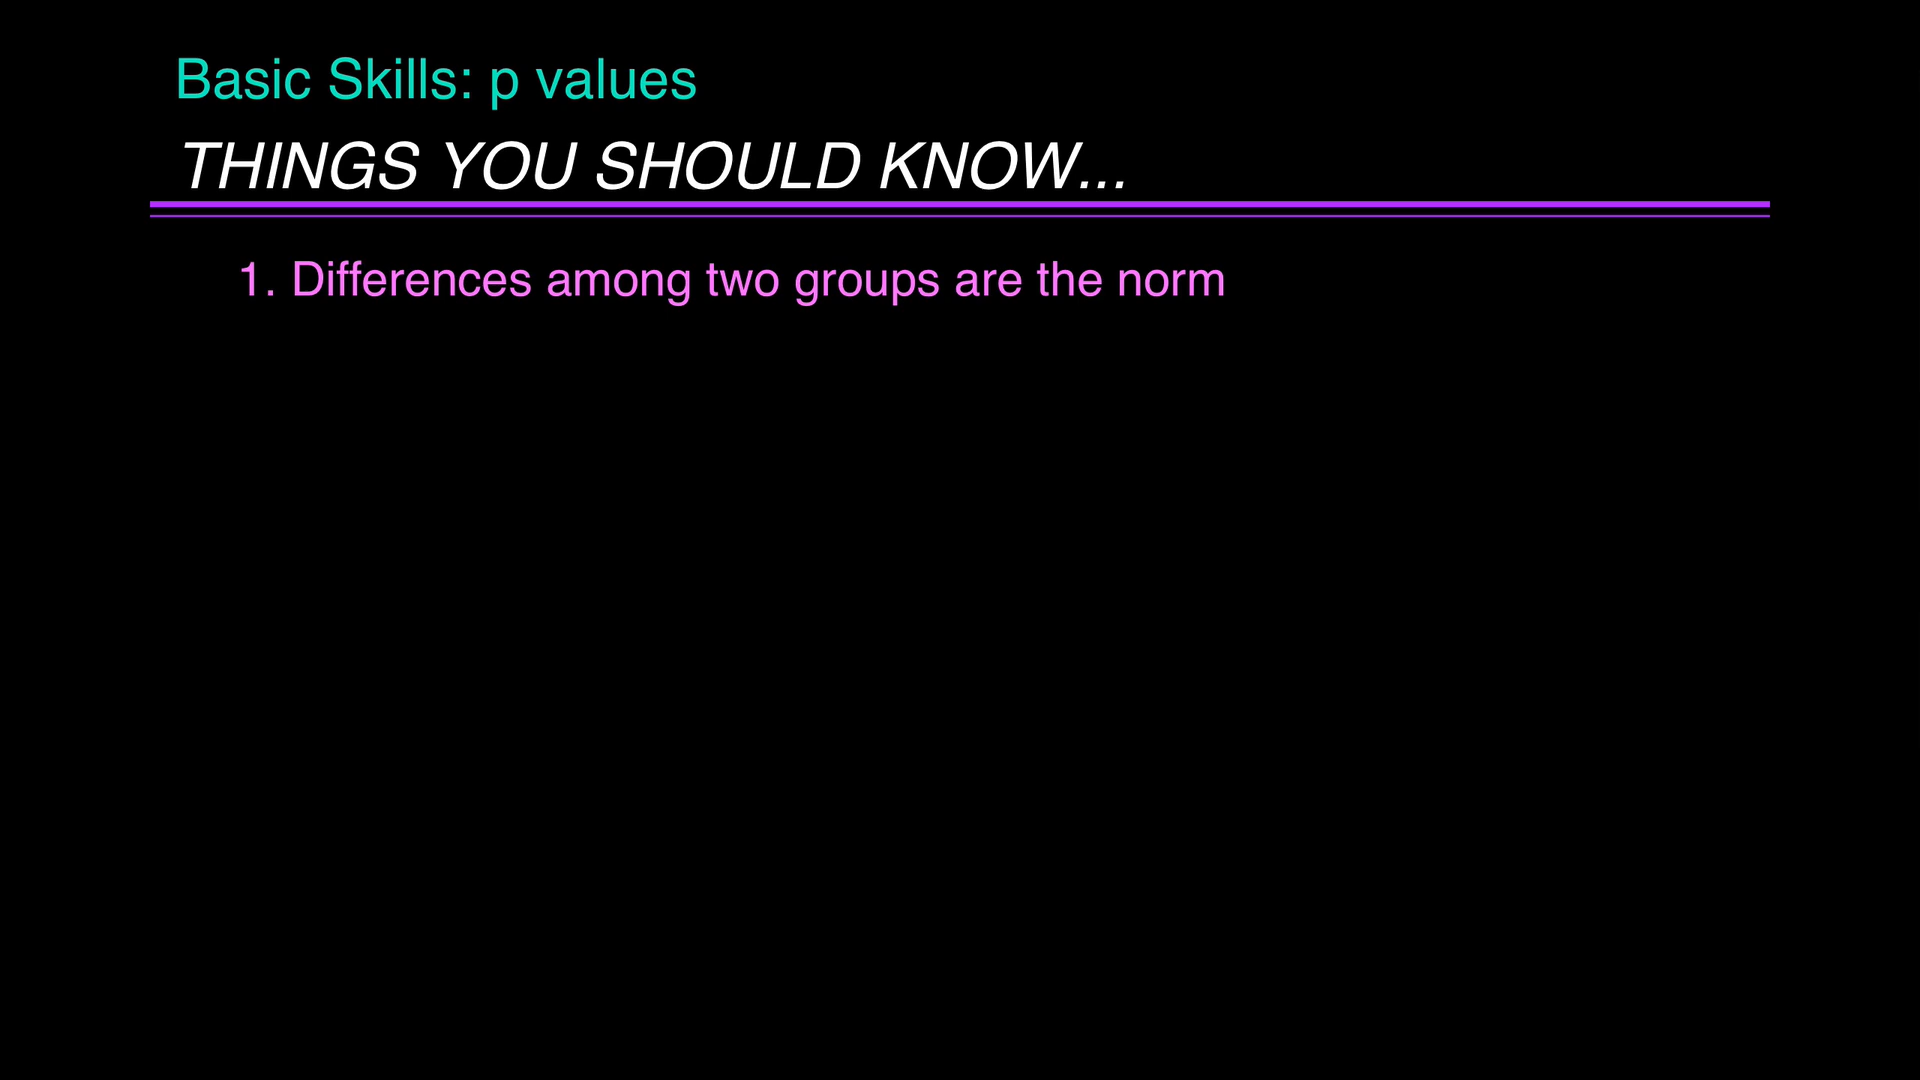 Basic Skills: p values
THINGS YOU SHOULD KNOW...
1. Differences among two groups are the norm